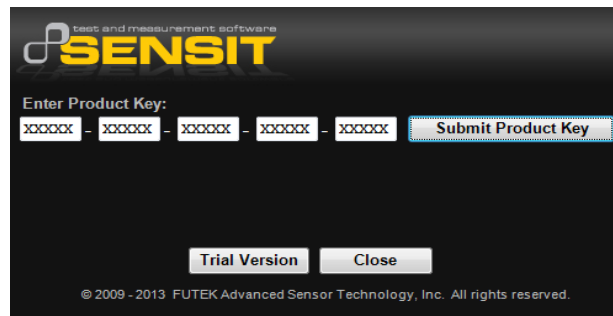 test and measurement software
SENSIT
Enter Product Key:
XXXXX - XXXXX - XXXXX - XXXXX - XXXXX Submit Product Key
Trial Version Close
© 2009 - 2013 FUTEK Advanced Sensor Technology, Inc. All rights reserved.